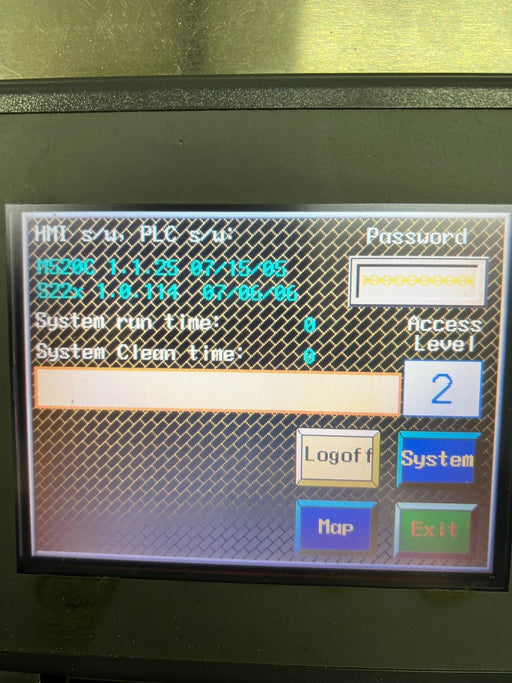 HMI s/w, PLC s/w:
Password
M520C 1.1.25 07/15/05
S22x 1.0.114 07/06/06
System run time: 0
Access
Level
System Clean time: 0
2
Logoff
System
Map
Exit